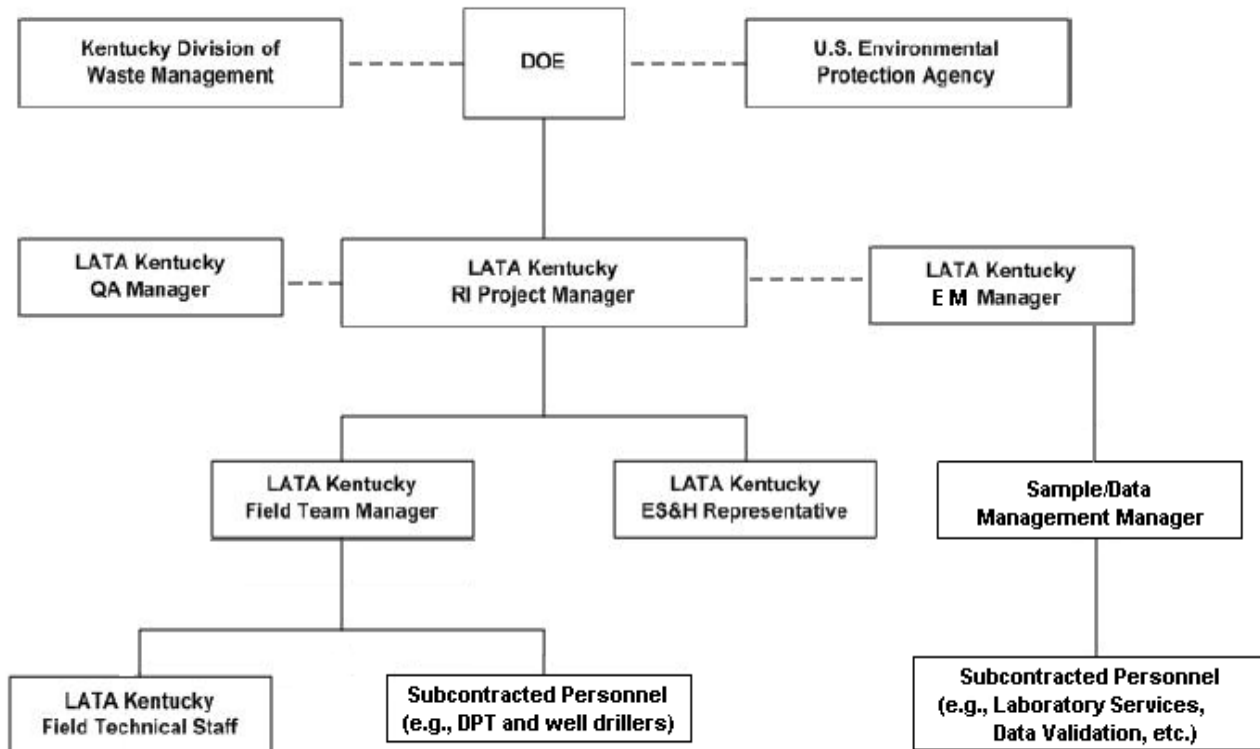 Kentucky Division of
Waste Management
DOE
U.S. Environmental
Protection Agency
LATA Kentucky
QA Manager
LATA Kentucky
RI Project Manager
LATA Kentucky
E M Manager
LATA Kentucky
Field Team Manager
LATA Kentucky
ES&H Representative
Sample/Data
Management Manager
LATA Kentucky
Field Technical Staff
Subcontracted Personnel
(e.g., DPT and well drillers)
Subcontracted Personnel
(e.g., Laboratory Services,
Data Validation, etc.)